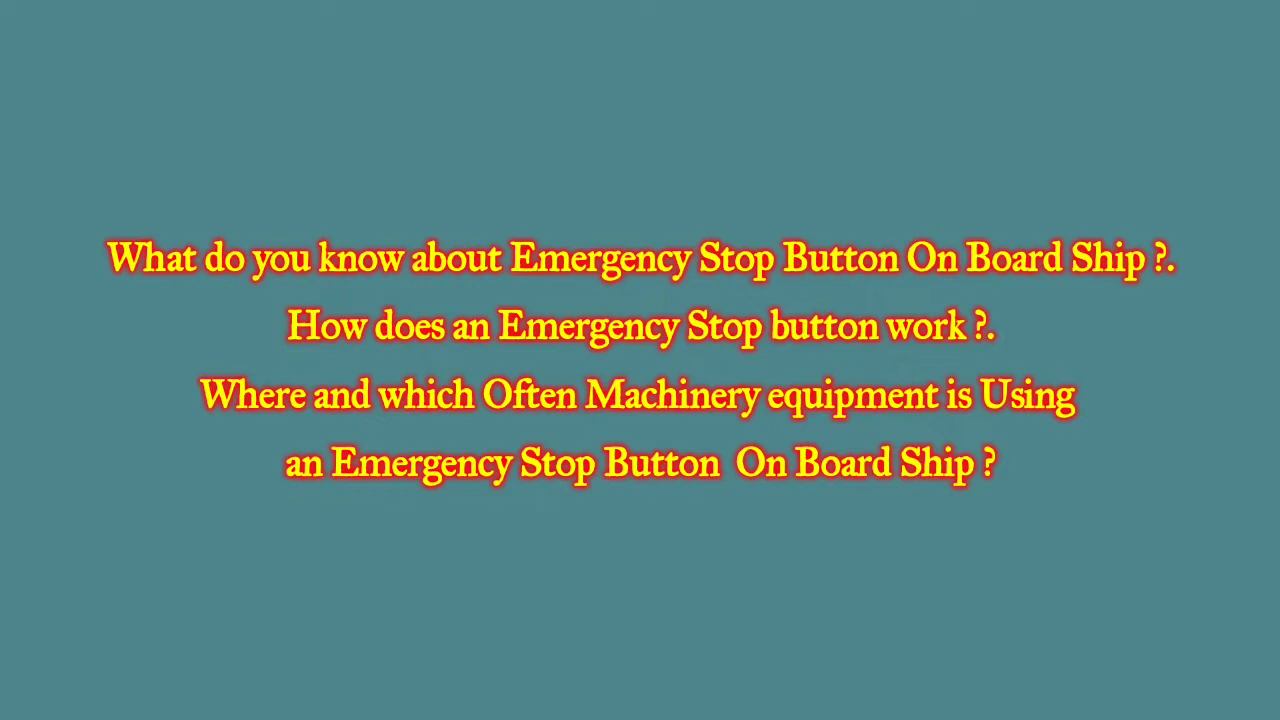 What do you know about Emergency Stop Button On Board Ship ?.
How does an Emergency Stop button work ?.
Where and which Often Machinery equipment is Using
an Emergency Stop Button On Board Ship ?